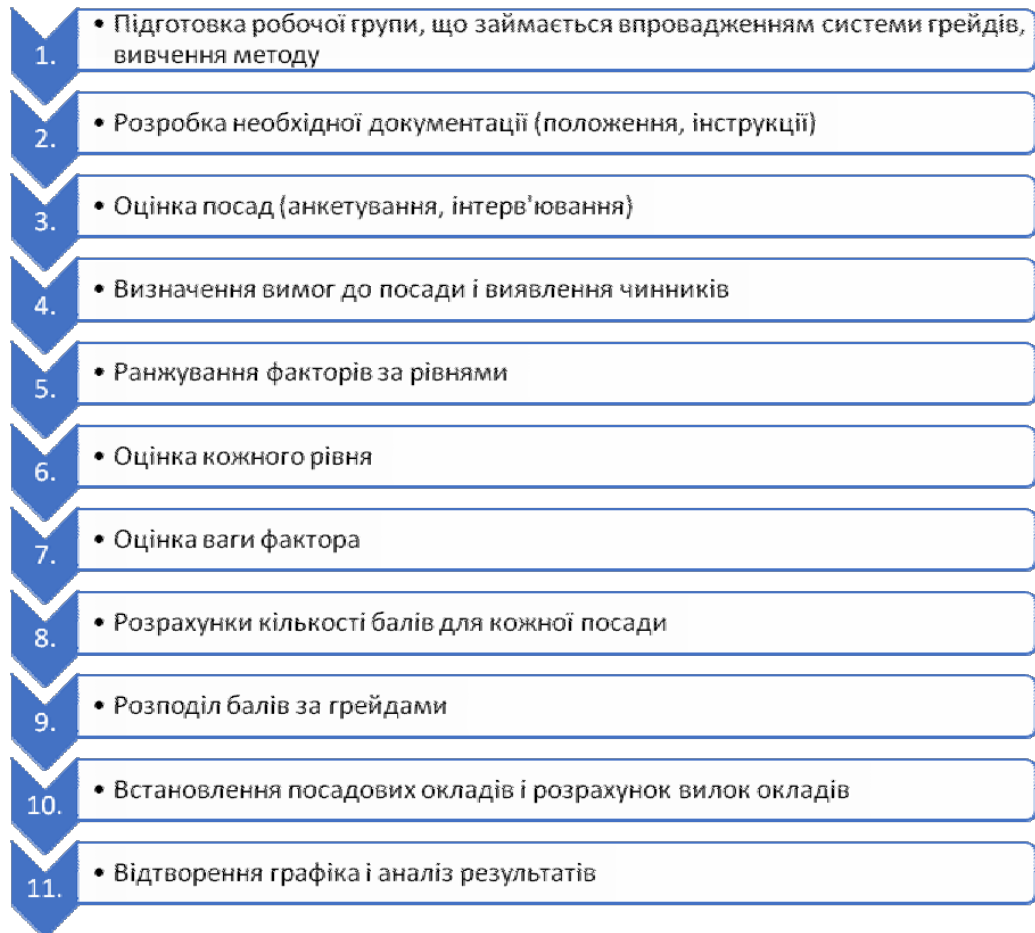 1.
• Підготовка робочої групи, що займається впровадженням системи грейдів,
вивчення методу
2.
• Розробка необхідної документації (положення, інструкції)
3.
• Оцінка посад (анкетування, інтерв'ювання)
4.
• Визначення вимог до посади і виявлення чинників
5.
• Ранжування факторів за рівнями
6.
• Оцінка кожного рівня
7.
• Оцінка ваги фактора
8.
• Розрахунки кількості балів для кожної посади
9.
• Розподіл балів за грейдами
10.
• Встановлення посадових окладів і розрахунок вилок окладів
11.
• Відтворення графіка і аналіз результатів